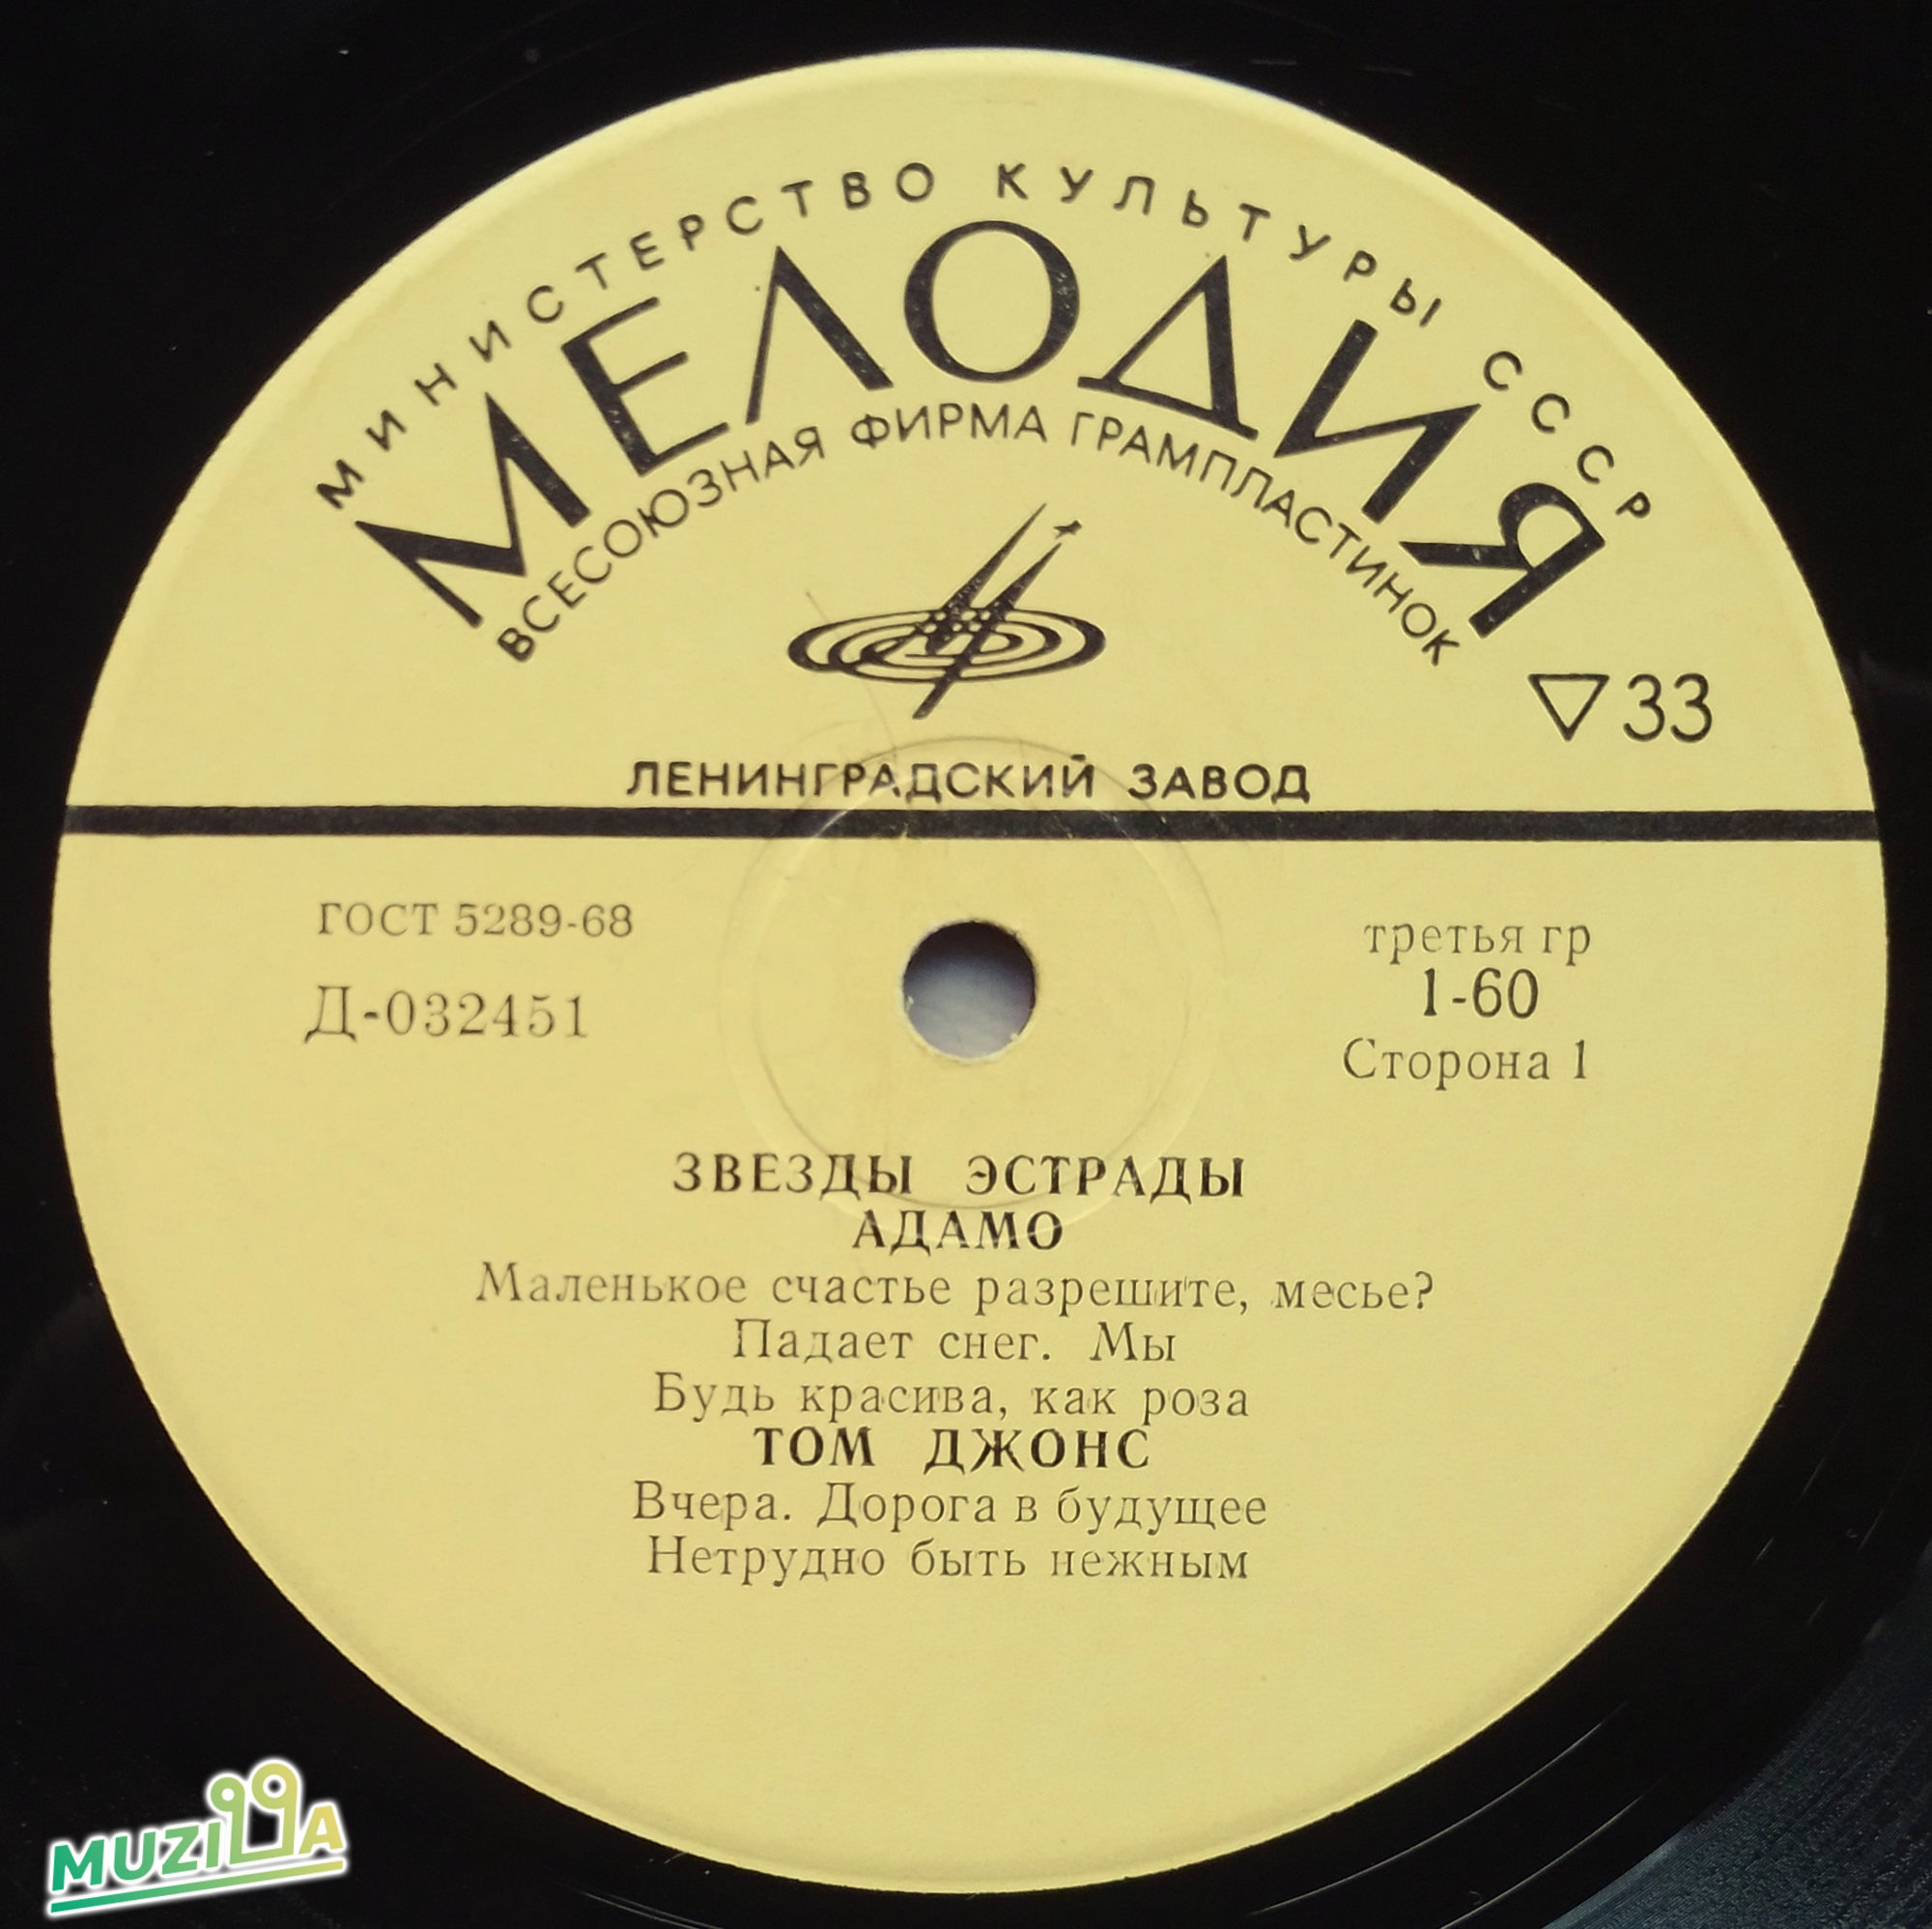 МИНИСТЕРСТВО КУЛЬТУРЫ СССР
МЕЛОДИЯ
ВСЕСОЮЗНАЯ ФИРМА ГРАМПЛАСТИНОК
▽33
ЛЕНИНГРАДСКИЙ ЗАВОД
ГОСТ 5289-68
Д-032451
третья гр
1-60
Сторона 1
ЗВЕЗДЫ ЭСТРАДЫ
АДАМО
Маленькое счастье разрешите, месье?
Падает снег. Мы
Будь красива, как роза
ТОМ ДЖОНС
Вчера. Дорога в будущее
Нетрудно быть нежным
MUZILLA